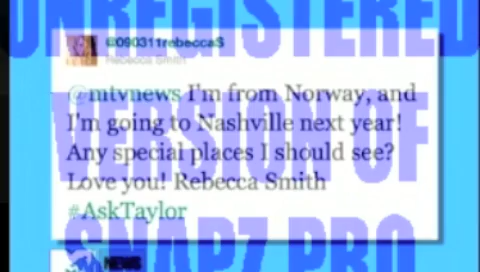 UNREGISTERED
@090311rebeccaS
Rebecca Smith
@mtvnews I'm from Norway, and
I'm going to Nashville next year!
VERSION OF
Any special places I should see?
Love you! Rebecca Smith
#AskTaylor
SNAPZ PRO
NEWS